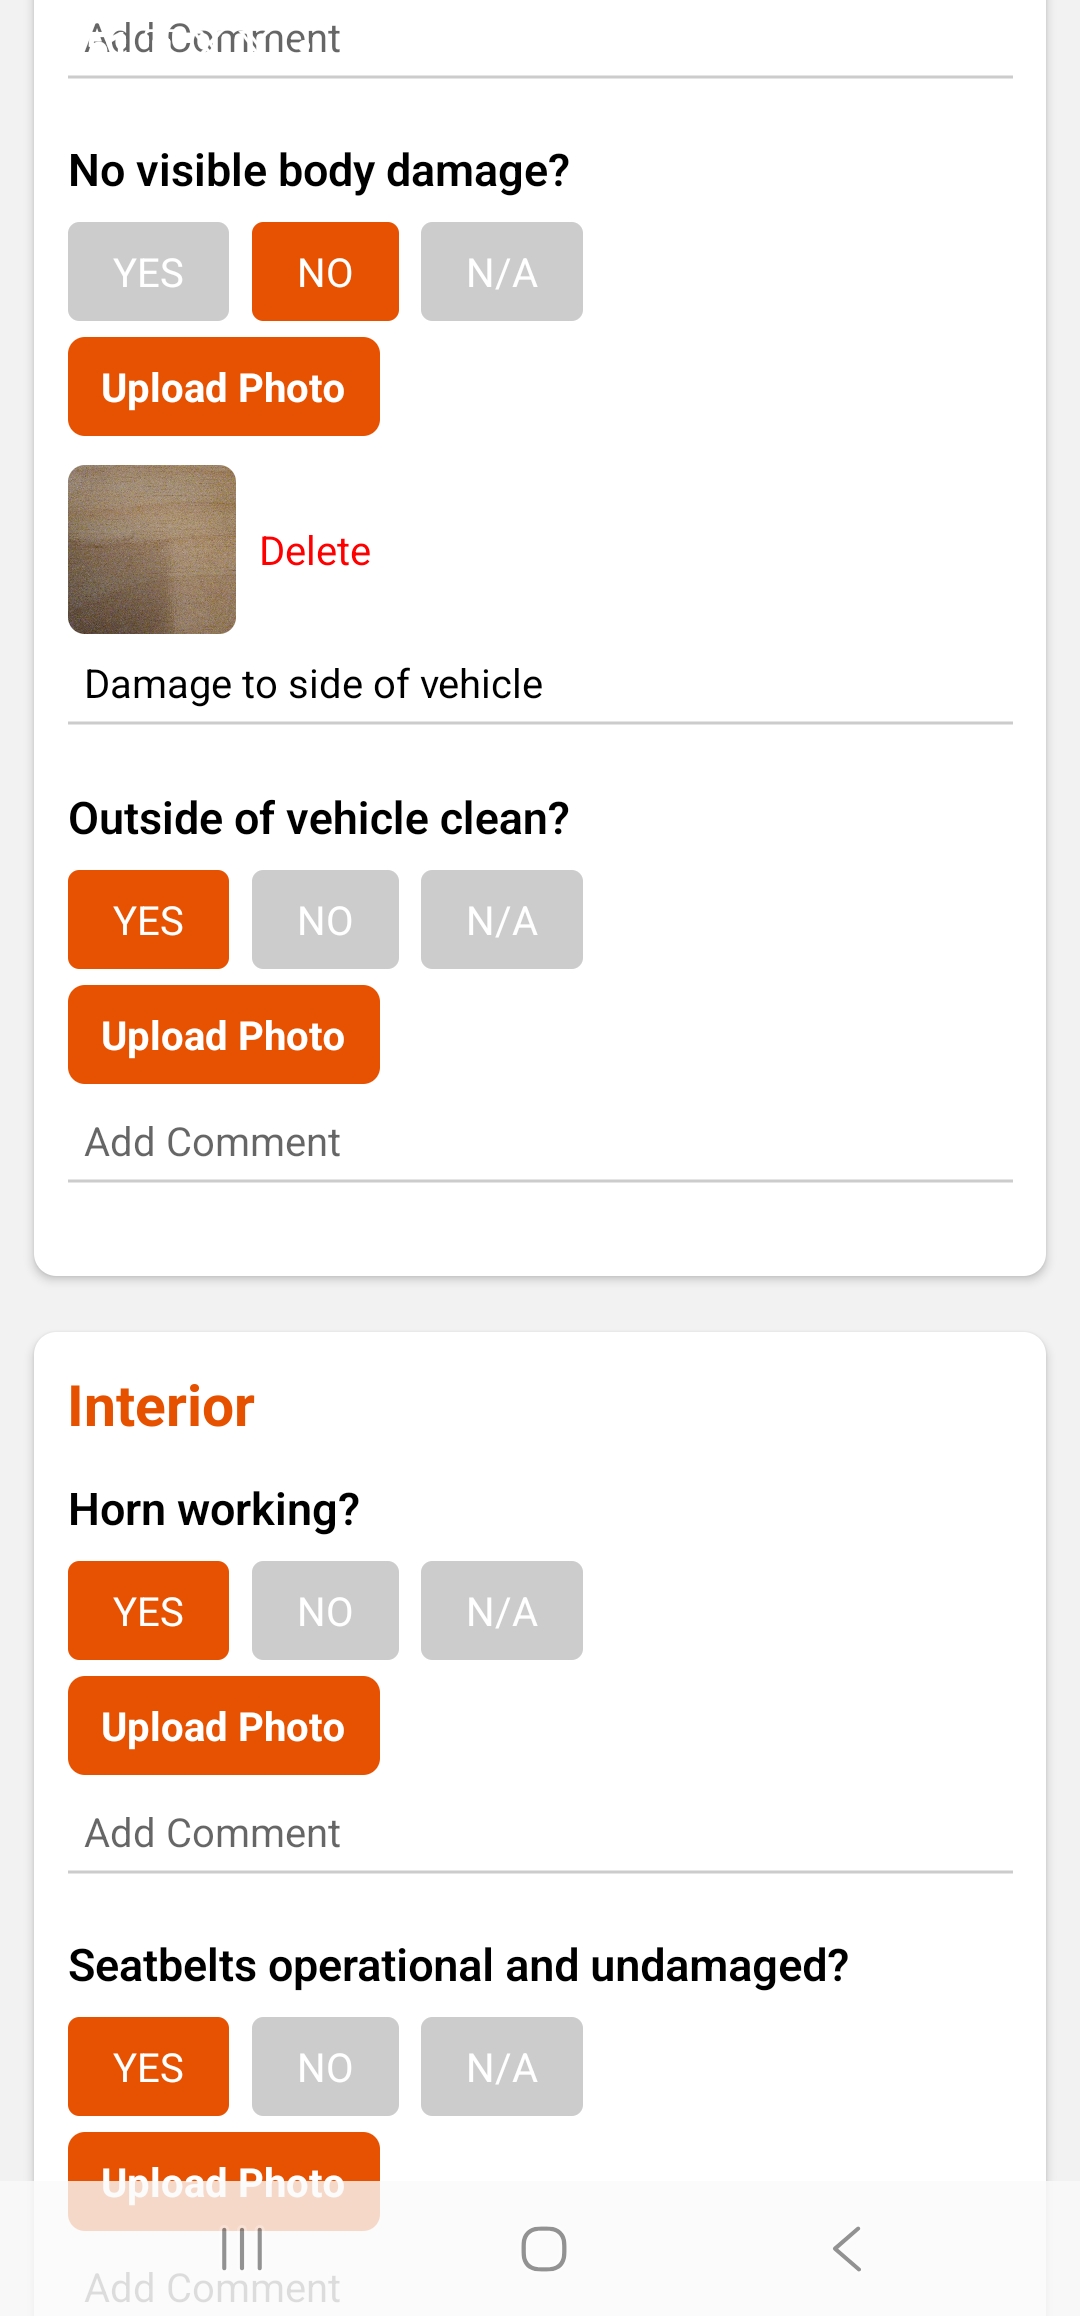 Add Comment
No visible body damage?
YES NO N/A
Upload Photo
Delete
Damage to side of vehicle
Outside of vehicle clean?
YES NO N/A
Upload Photo
Add Comment
Interior
Horn working?
YES NO N/A
Upload Photo
Add Comment
Seatbelts operational and undamaged?
YES NO N/A
Upload Photo
Add Comment